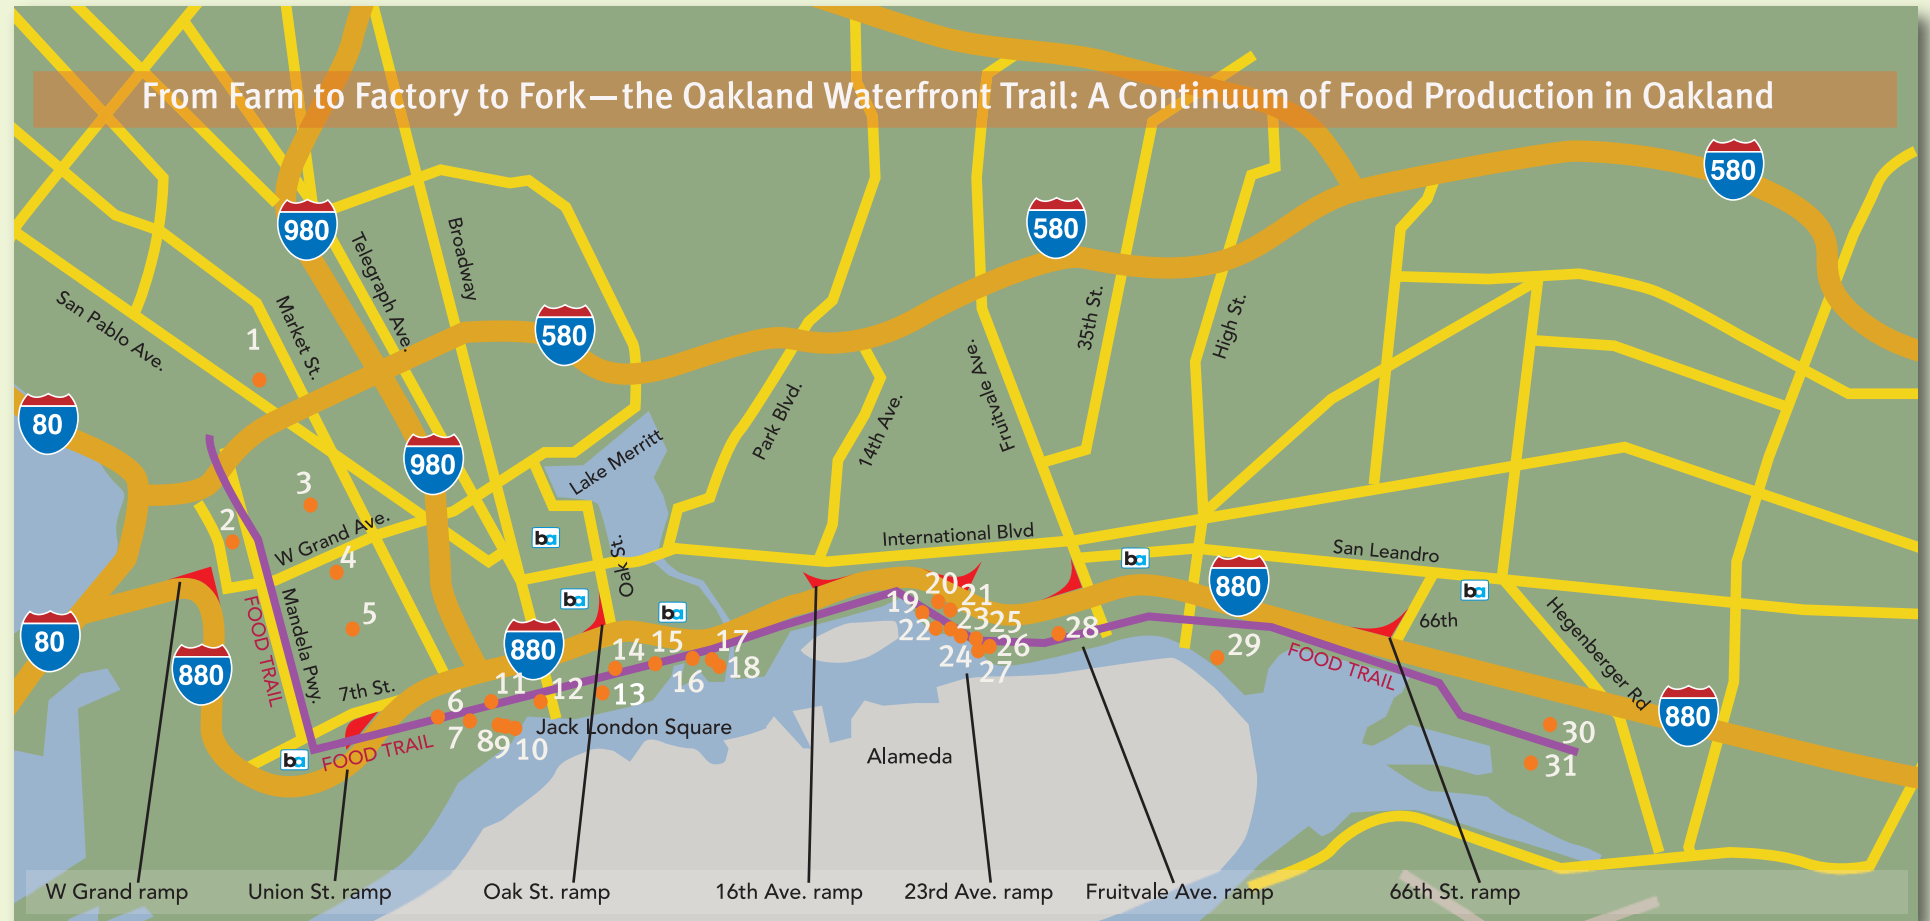 From Farm to Factory to Fork—the Oakland Waterfront Trail: A Continuum of Food Production in Oakland
580
980
580
Broadway
Telegraph Ave.
San Pablo Ave.
Market St.
1
580
35th St.
High St.
Fruitvale Ave.
Park Blvd.
14th Ave.
80
980
Lake Merritt
3
2
W Grand Ave.
4
ba
International Blvd
ba
San Leandro
Oak St.
880
ba
20
21
19
ba
ba
5
FOOD TRAIL
Mandela Pwy.
80
23
25
22
28
66th
Hegenberger Rd
880
14
15
17
24
26
27
29
FOOD TRAIL
880
18
16
7th St.
11
12
13
6
880
7
8
9
10
Jack London Square
30
31
FOOD TRAIL
ba
Alameda
W Grand ramp
Union St. ramp
Oak St. ramp
16th Ave. ramp
23rd Ave. ramp
Fruitvale Ave. ramp
66th St. ramp